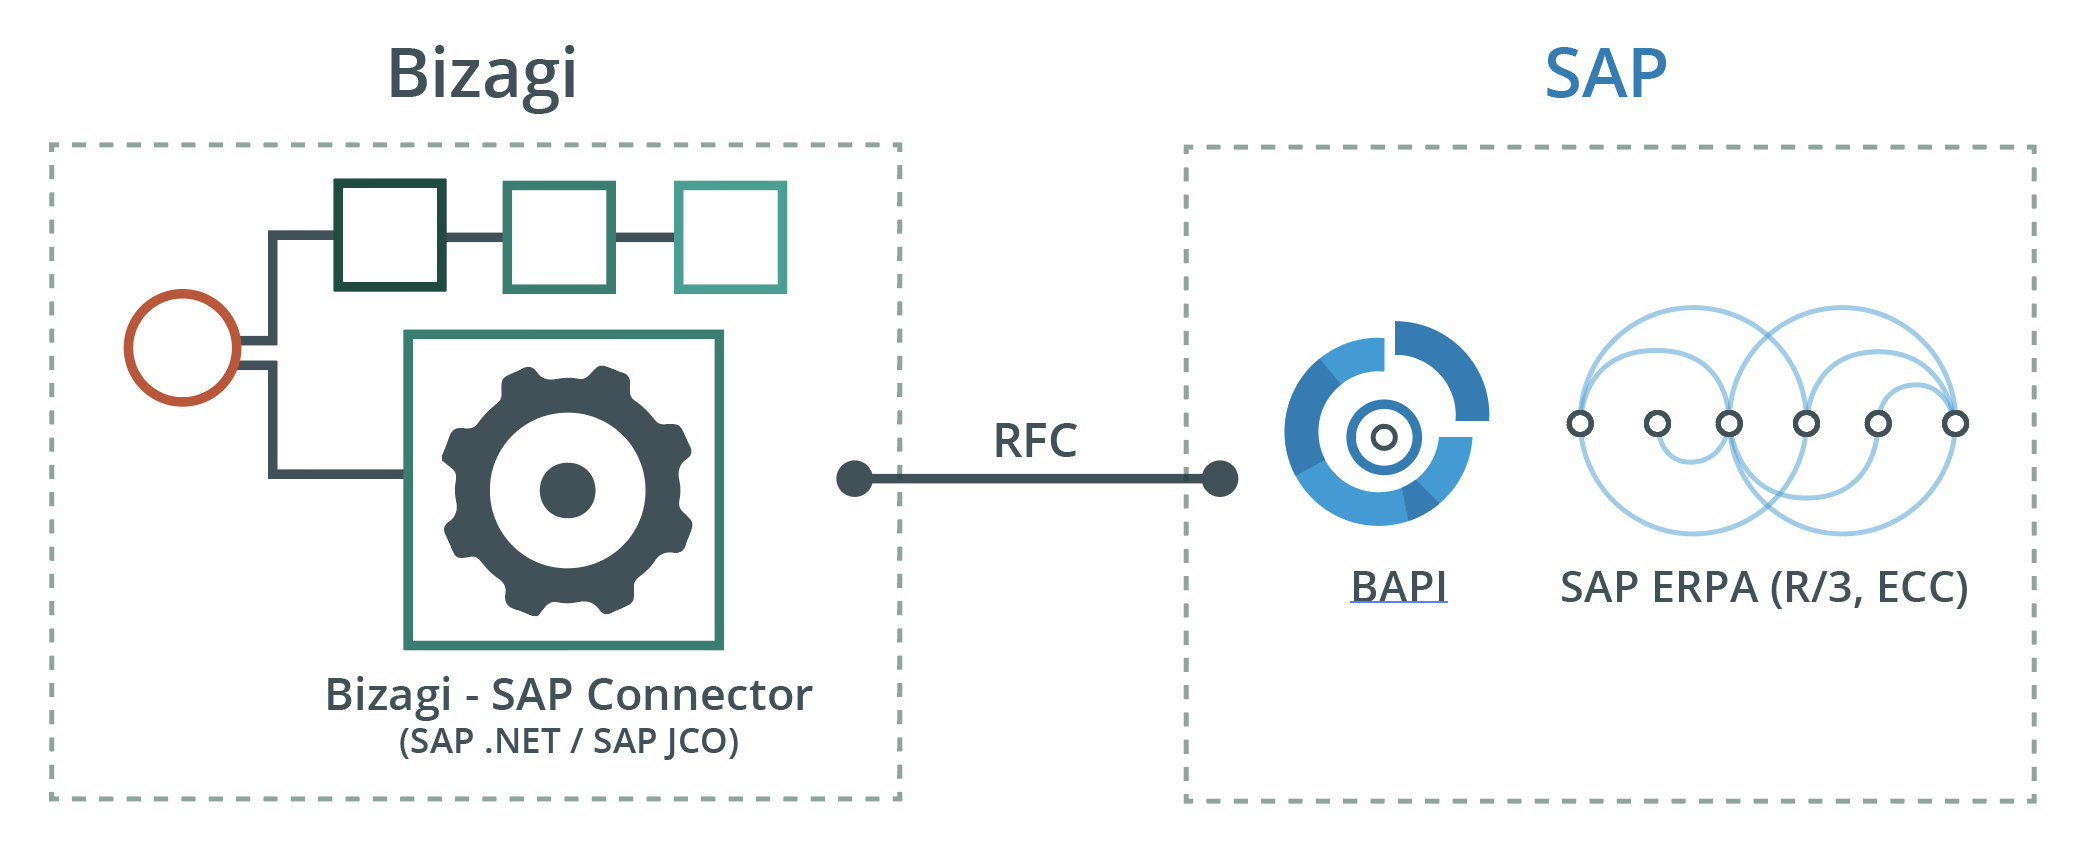 Bizagi
SAP
RFC
BAPI
SAP ERPA (R/3, ECC)
Bizagi - SAP Connector
(SAP .NET / SAP JCO)